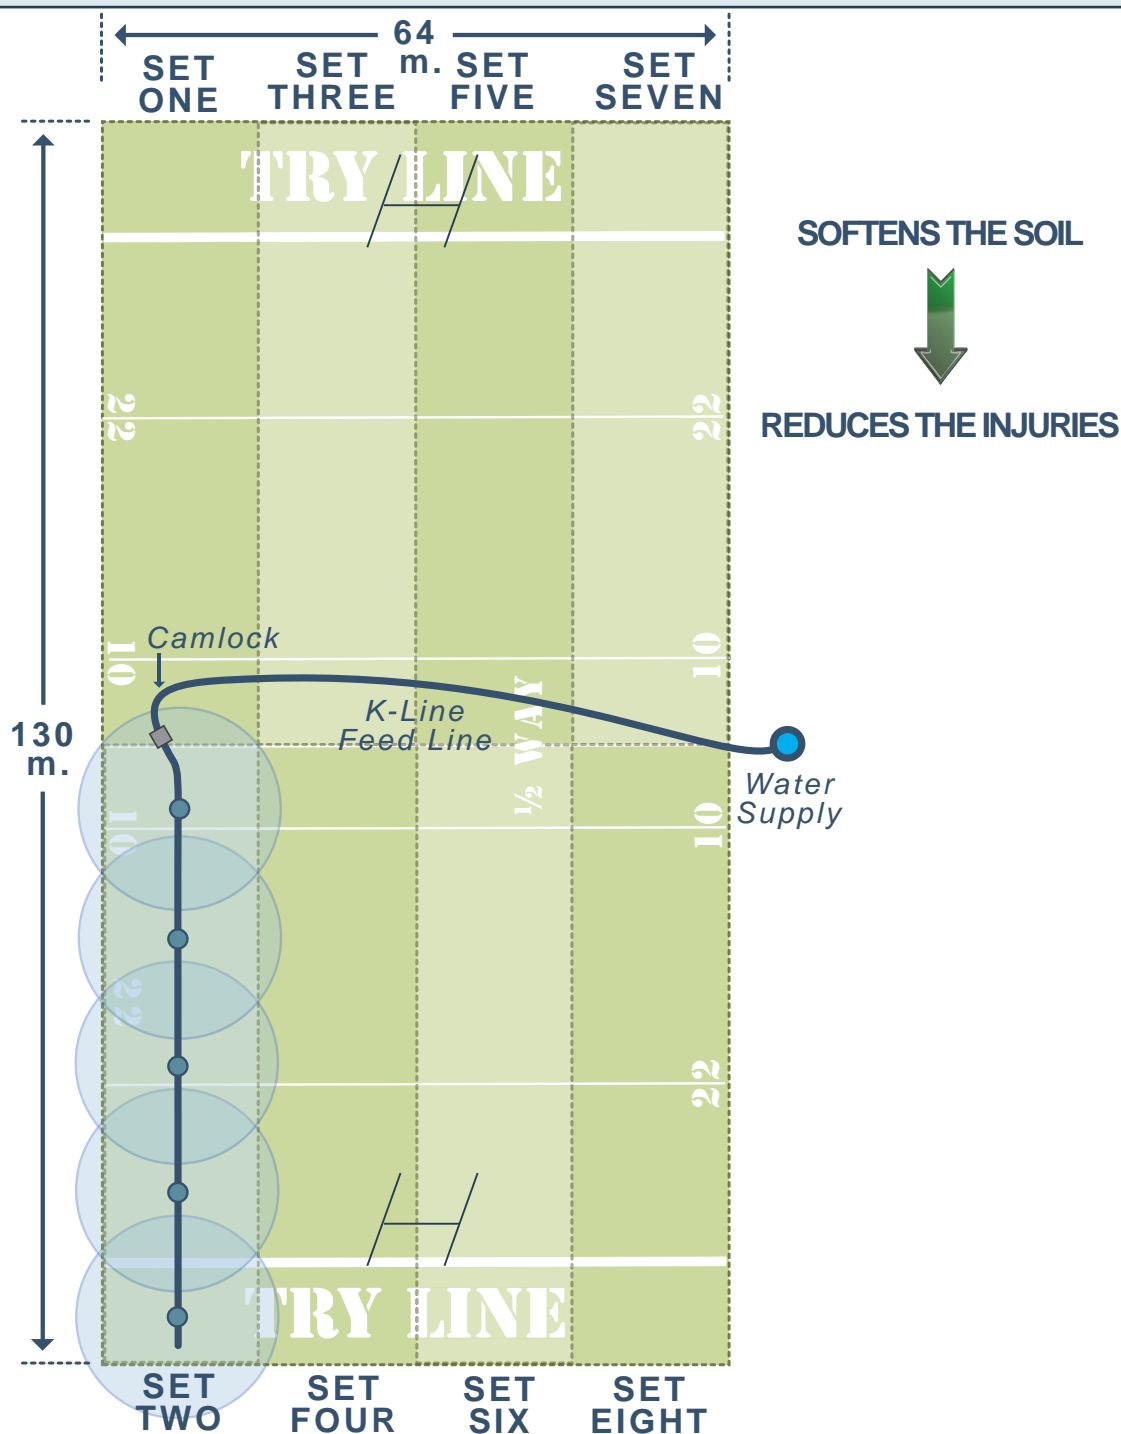 64
m.
SET
ONE
SET
THREE
SET
FIVE
SET
SEVEN
TRY LINE
SOFTENS THE SOIL
REDUCES THE INJURIES
22
22
10
10
Camlock
K-Line
Feed Line
½ WAY
130
m.
Water
Supply
10
10
22
22
TRY LINE
SET
TWO
SET
FOUR
SET
SIX
SET
EIGHT